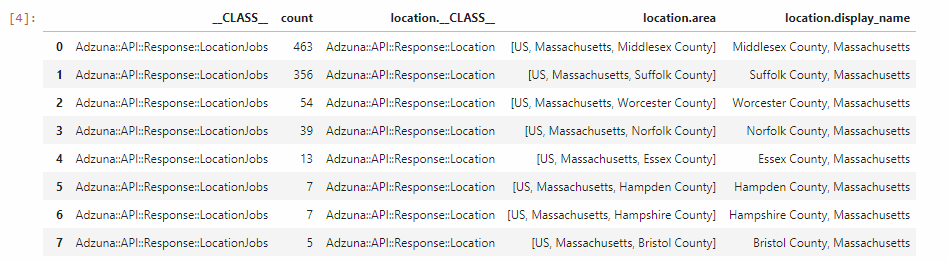 [4]: __CLASS__ count location.__CLASS__ location.area location.display_name
0 Adzuna::API::Response::LocationJobs 463 Adzuna::API::Response::Location [US, Massachusetts, Middlesex County] Middlesex County, Massachusetts
1 Adzuna::API::Response::LocationJobs 356 Adzuna::API::Response::Location [US, Massachusetts, Suffolk County] Suffolk County, Massachusetts
2 Adzuna::API::Response::LocationJobs 54 Adzuna::API::Response::Location [US, Massachusetts, Worcester County] Worcester County, Massachusetts
3 Adzuna::API::Response::LocationJobs 39 Adzuna::API::Response::Location [US, Massachusetts, Norfolk County] Norfolk County, Massachusetts
4 Adzuna::API::Response::LocationJobs 13 Adzuna::API::Response::Location [US, Massachusetts, Essex County] Essex County, Massachusetts
5 Adzuna::API::Response::LocationJobs 7 Adzuna::API::Response::Location [US, Massachusetts, Hampden County] Hampden County, Massachusetts
6 Adzuna::API::Response::LocationJobs 7 Adzuna::API::Response::Location [US, Massachusetts, Hampshire County] Hampshire County, Massachusetts
7 Adzuna::API::Response::LocationJobs 5 Adzuna::API::Response::Location [US, Massachusetts, Bristol County] Bristol County, Massachusetts